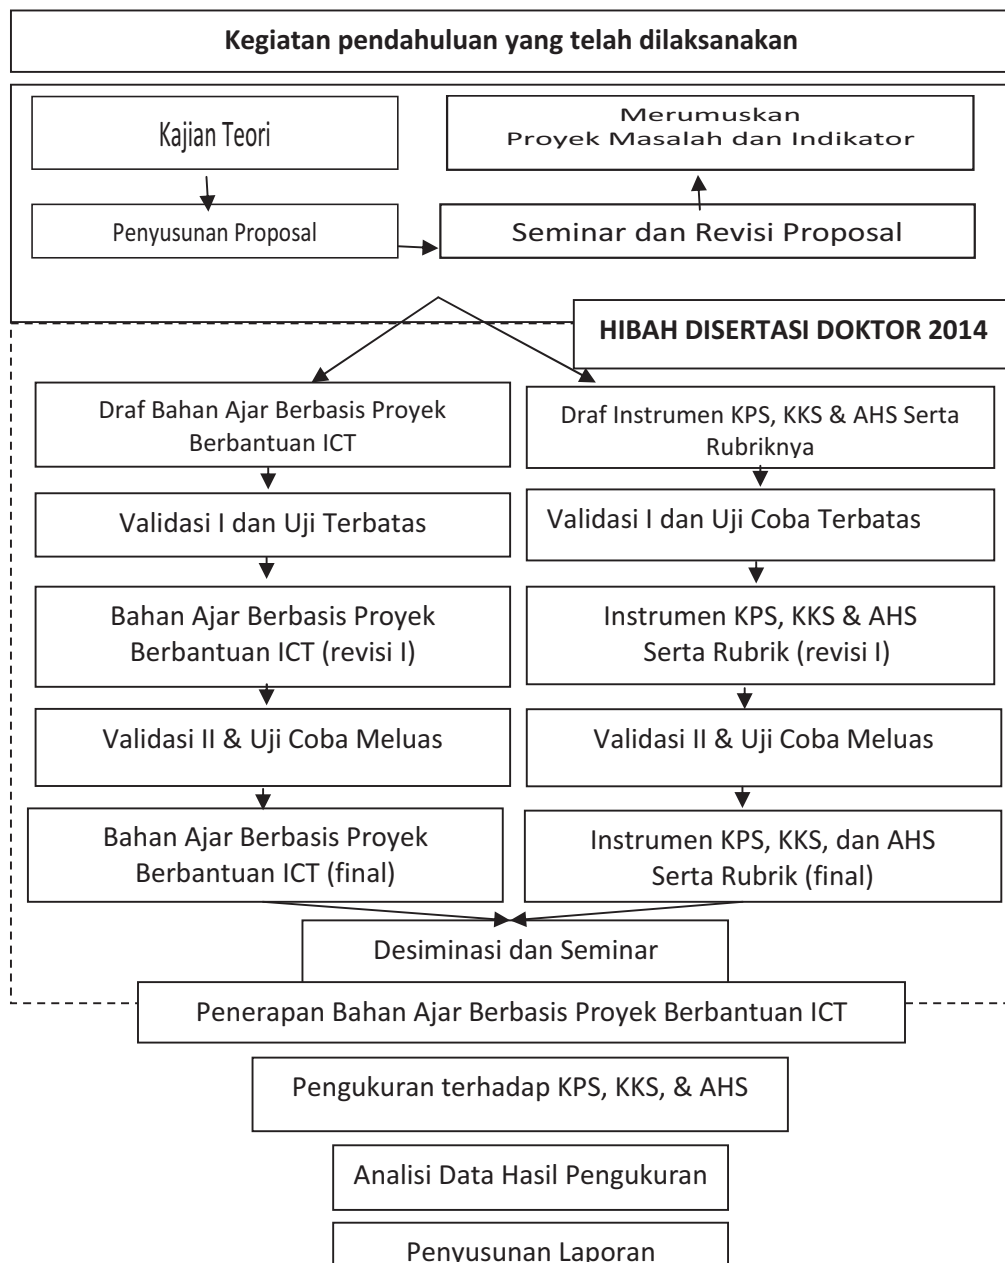 Kegiatan pendahuluan yang telah dilaksanakan
Kajian Teori
Merumuskan
Proyek Masalah dan Indikator
Penyusunan Proposal
Seminar dan Revisi Proposal
HIBAH DISERTASI DOKTOR 2014
Draf Bahan Ajar Berbasis Proyek
Berbantuan ICT
Draf Instrumen KPS, KKS & AHS Serta
Rubriknya
Validasi I dan Uji Terbatas
Validasi I dan Uji Coba Terbatas
Bahan Ajar Berbasis Proyek
Berbantuan ICT (revisi I)
Instrumen KPS, KKS & AHS
Serta Rubrik (revisi I)
Validasi II & Uji Coba Meluas
Validasi II & Uji Coba Meluas
Bahan Ajar Berbasis Proyek
Berbantuan ICT (final)
Instrumen KPS, KKS, dan AHS
Serta Rubrik (final)
Desiminasi dan Seminar
Penerapan Bahan Ajar Berbasis Proyek Berbantuan ICT
Pengukuran terhadap KPS, KKS, & AHS
Analisi Data Hasil Pengukuran
Penyusunan Laporan